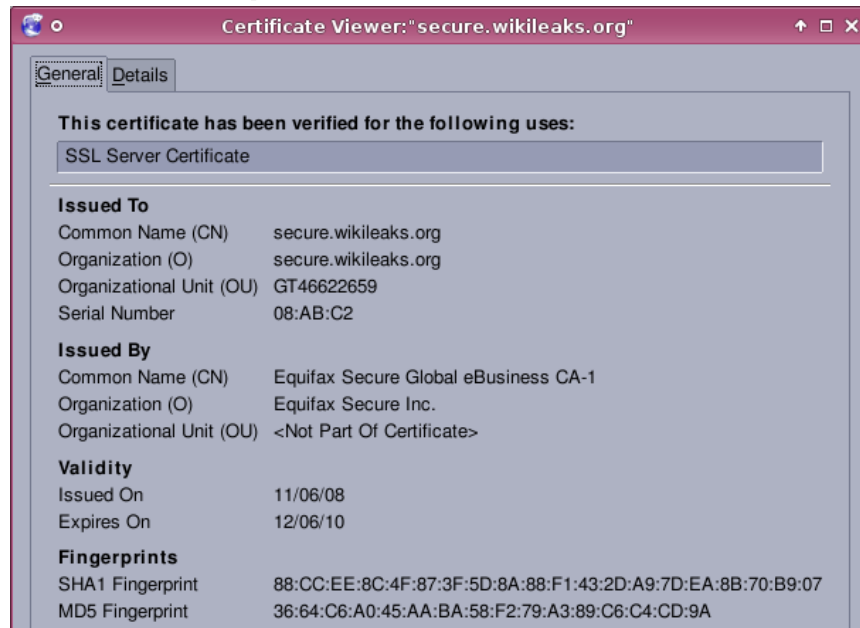 Certificate Viewer:"secure.wikileaks.org"
General Details
This certificate has been verified for the following uses:
SSL Server Certificate
Issued To
Common Name (CN) secure.wikileaks.org
Organization (O) secure.wikileaks.org
Organizational Unit (OU) GT46622659
Serial Number 08:AB:C2
Issued By
Common Name (CN) Equifax Secure Global eBusiness CA-1
Organization (O) Equifax Secure Inc.
Organizational Unit (OU) <Not Part Of Certificate>
Validity
Issued On 11/06/08
Expires On 12/06/10
Fingerprints
SHA1 Fingerprint 88:CC:EE:8C:4F:87:3F:5D:8A:88:F1:43:2D:A9:7D:EA:8B:70:B9:07
MD5 Fingerprint 36:64:C6:A0:45:AA:BA:58:F2:79:A3:89:C6:C4:CD:9A